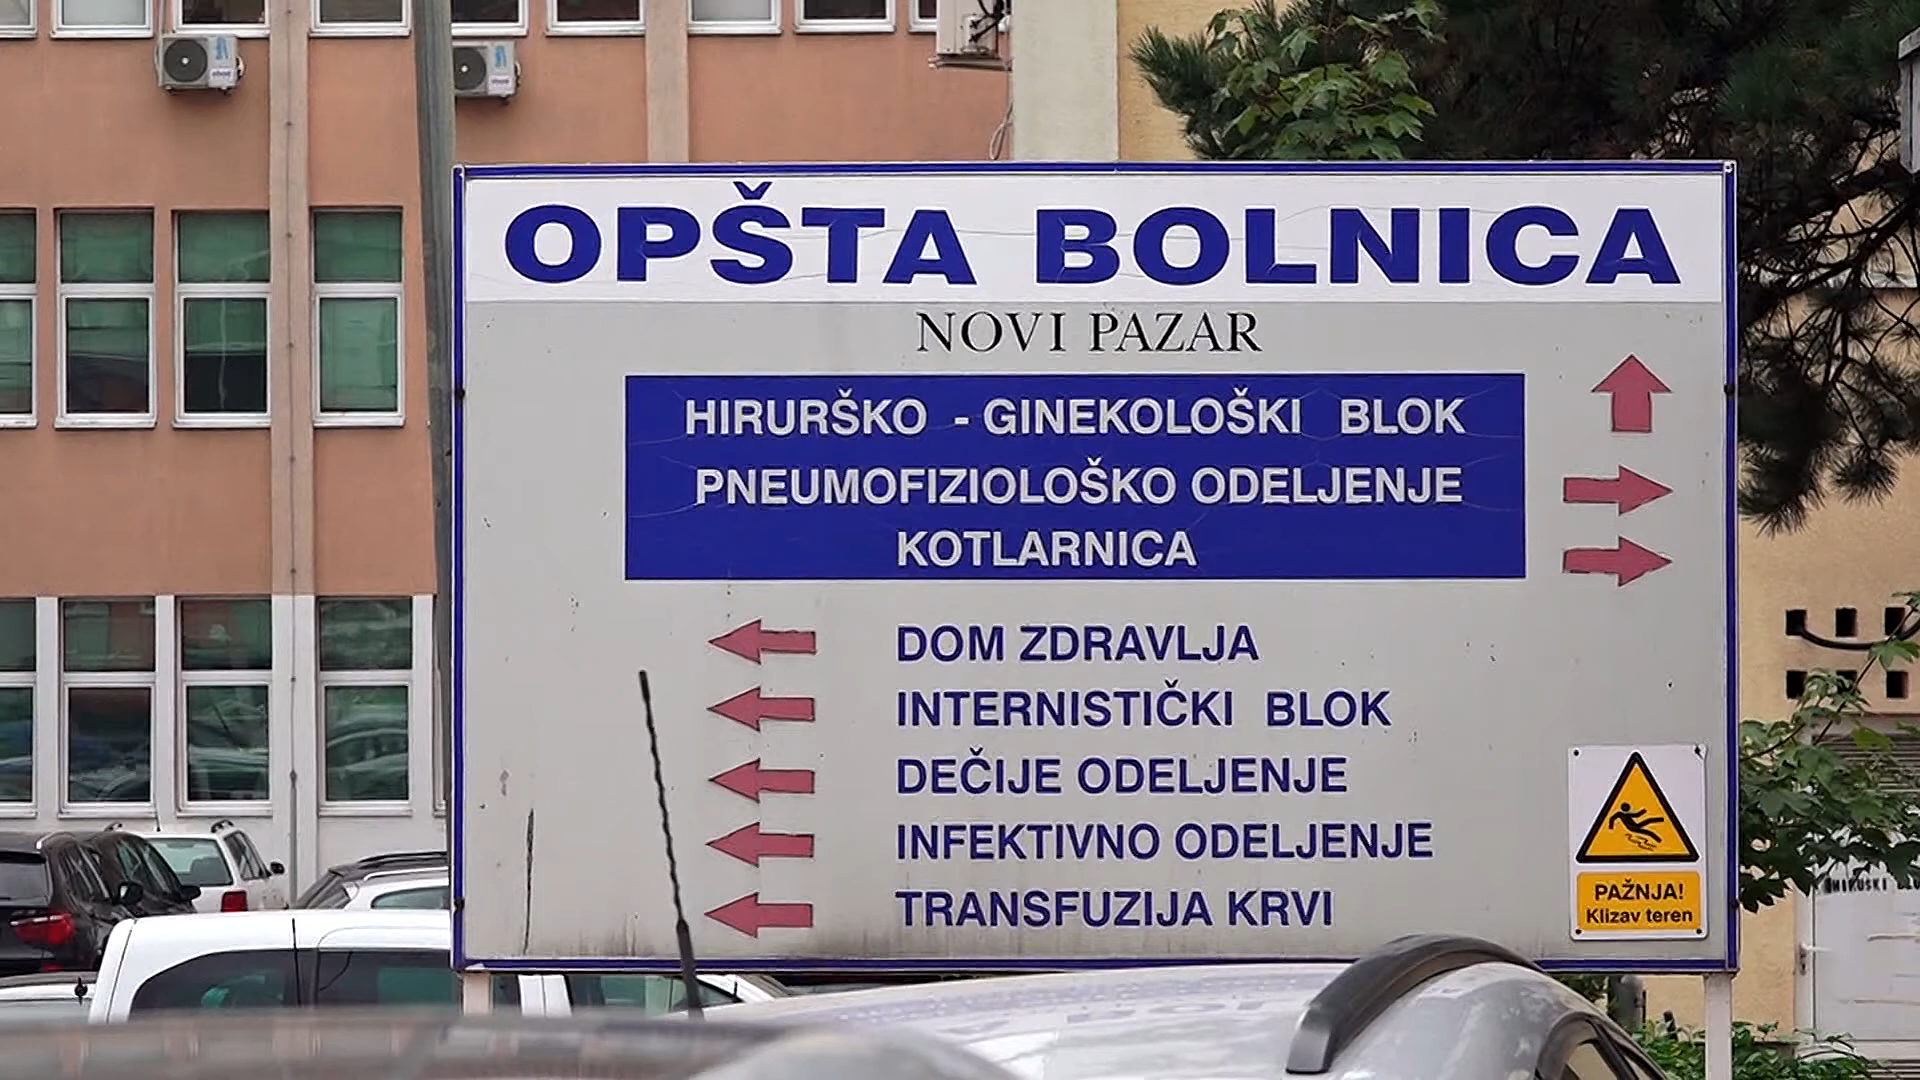 OPŠTA BOLNICA
NOVI PAZAR
HIRURŠKO - GINEKOLOŠKI BLOK
PNEUMOFIZIOLOŠKO ODELJENJE
KOTLARNICA
DOM ZDRAVLJA
INTERNISTIČKI BLOK
DEČIJE ODELJENJE
INFEKTIVNO ODELJENJE
TRANSFUZIJA KRVI
PAŽNJA!
Klizav teren